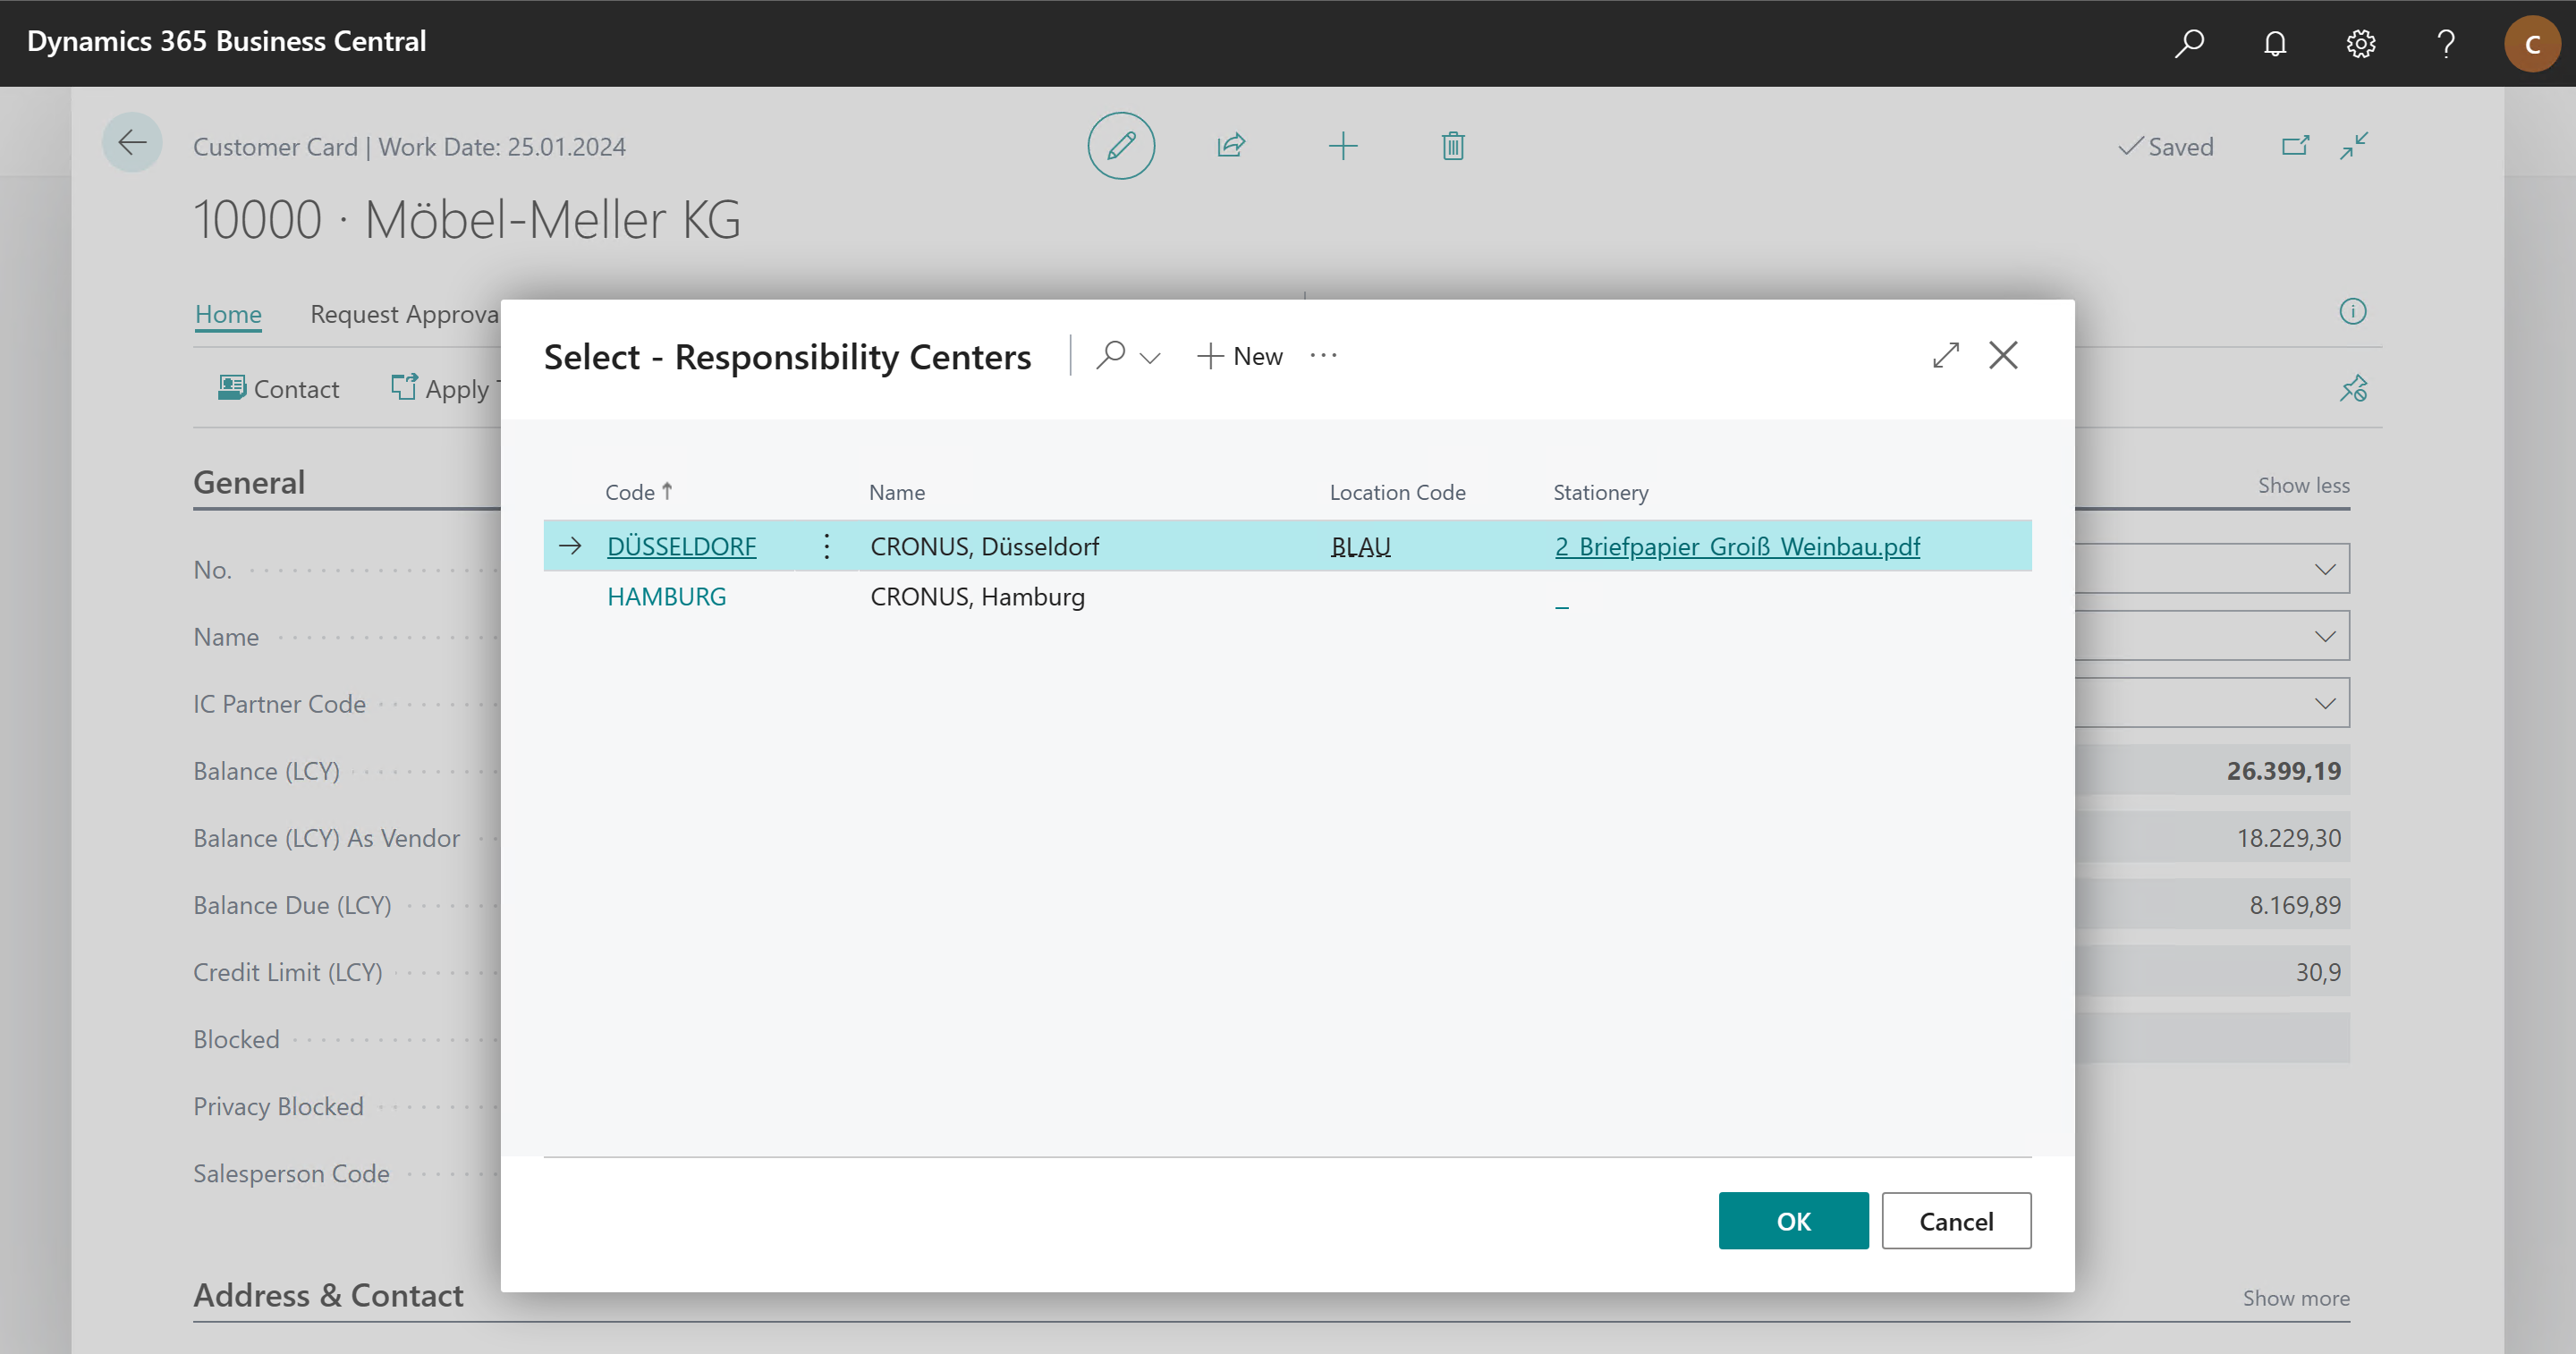 Dynamics 365 Business Central
C
Customer Card | Work Date: 25.01.2024
Saved
10000 · Möbel-Meller KG
Home Request Approva
Select - Responsibility Centers
New
Contact Apply
General
Show less
Code Name Location Code Stationery
DÜSSELDORF CRONUS, Düsseldorf BLAU 2_Briefpapier_Groiß_Weinbau.pdf
HAMBURG CRONUS, Hamburg _
No.
Name
IC Partner Code
Balance (LCY) 26.399,19
Balance (LCY) As Vendor 18.229,30
Balance Due (LCY) 8.169,89
Credit Limit (LCY) 30,9
Blocked
Privacy Blocked
Salesperson Code
OK Cancel
Address & Contact
Show more